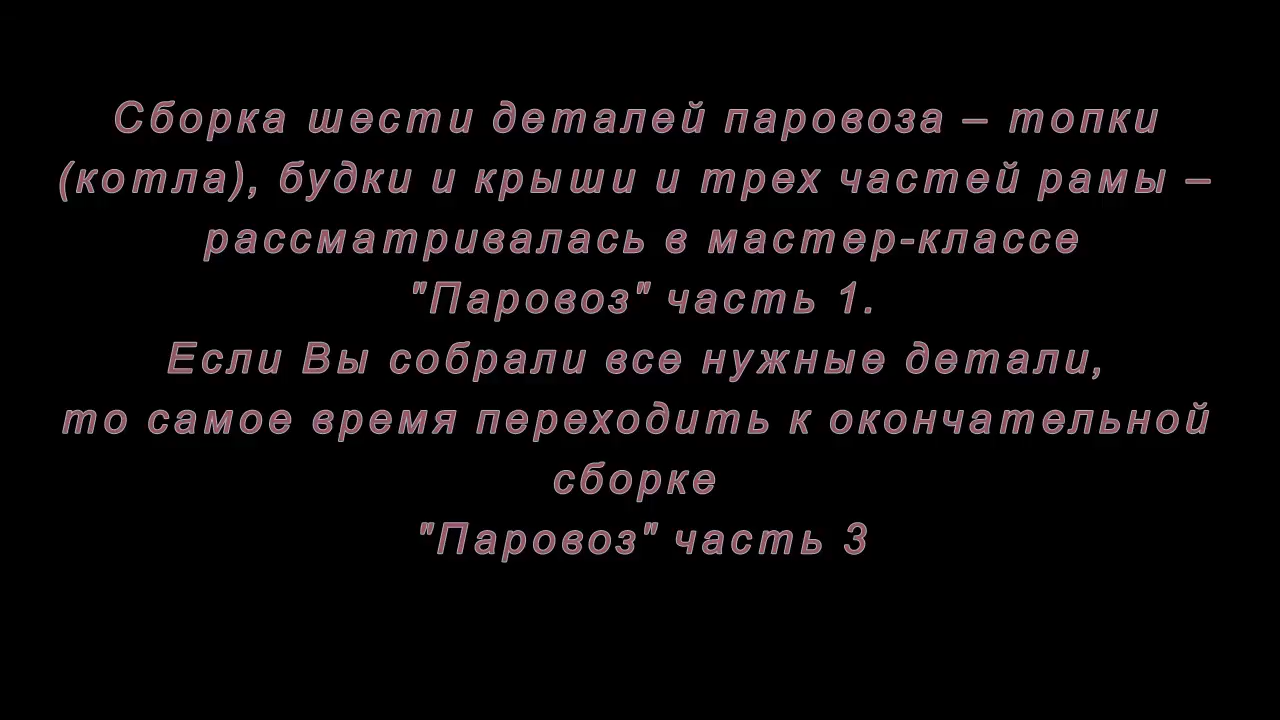 Сборка шести деталей паровоза – топки
(котла), будки и крыши и трех частей рамы –
рассматривалась в мастер-классе
"Паровоз" часть 1.
Если Вы собрали все нужные детали,
то самое время переходить к окончательной
сборке
"Паровоз" часть 3